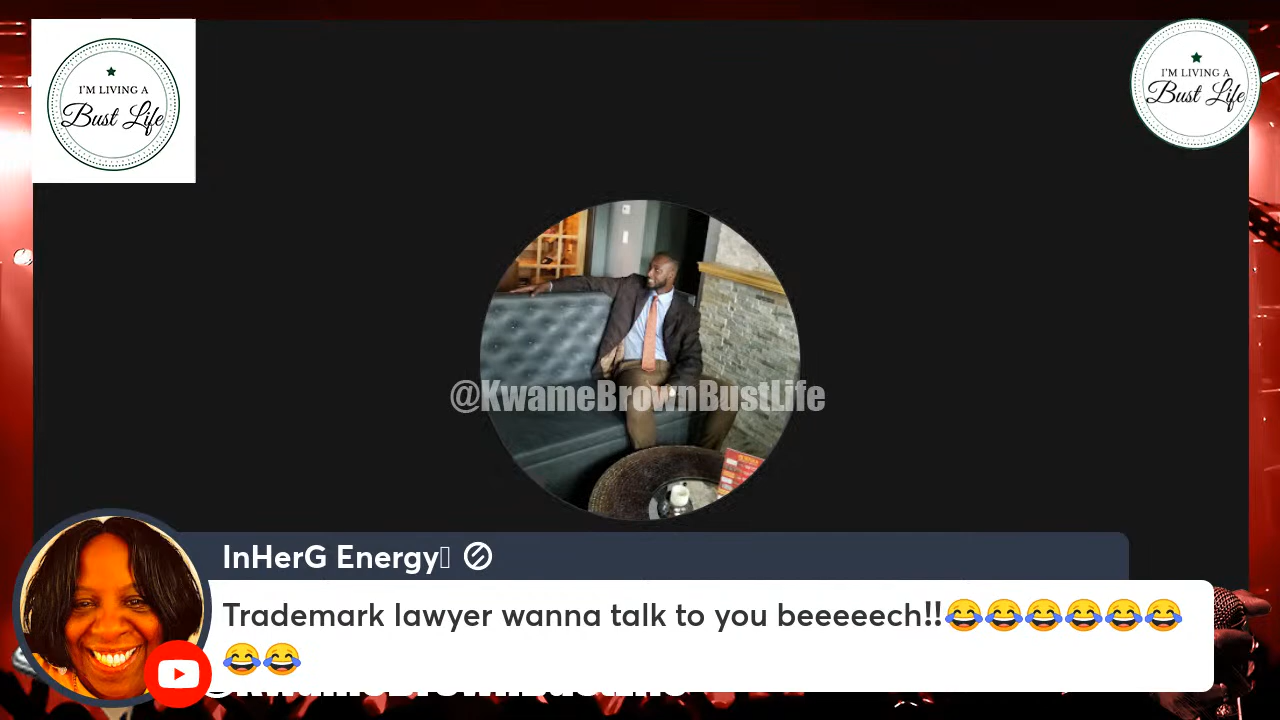 I'M LIVING A
Bust Life
I'M LIVING A
Bust Life
@KwameBrownBustLife
InHerG Energy
Trademark lawyer wanna talk to you beeeeech!!😂😂😂😂😂😂
😂😂